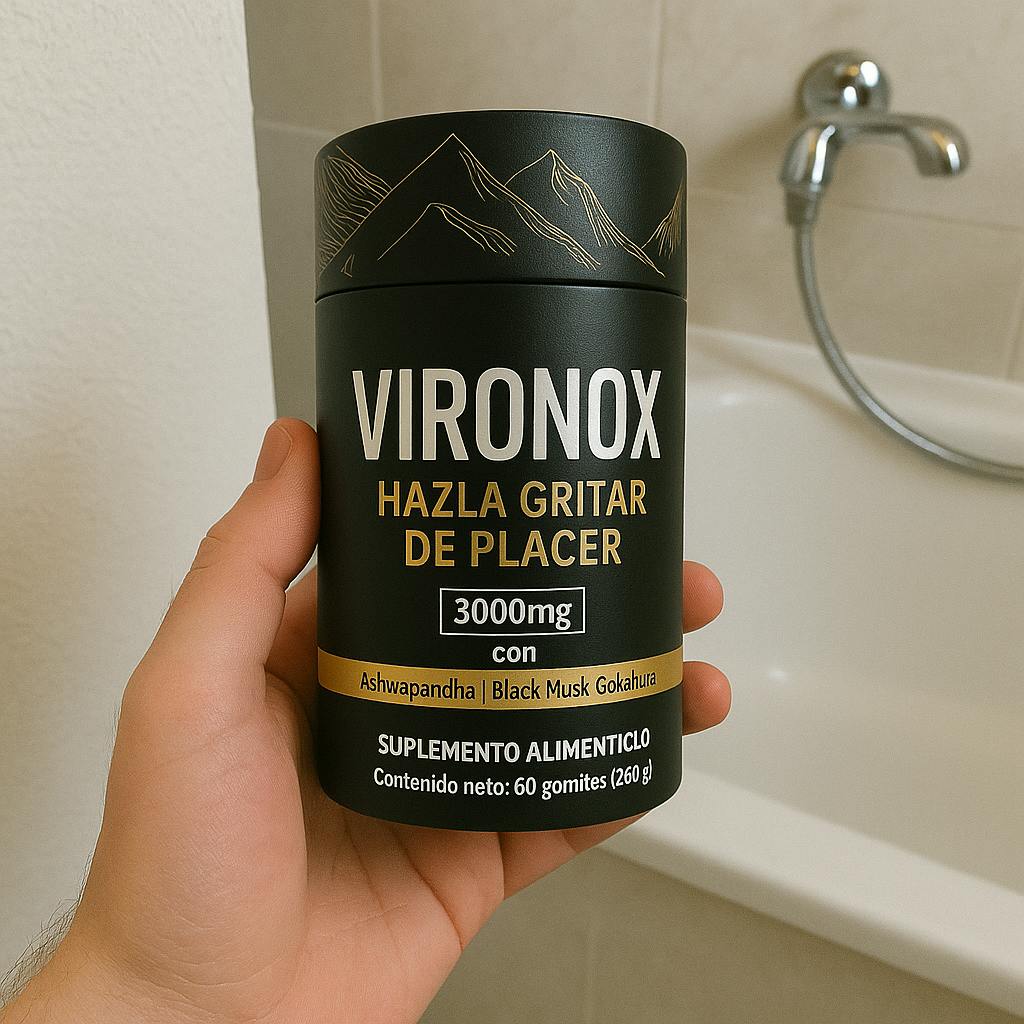 VIRONOX
HAZLA GRITAR
DE PLACER
3000mg
con
Ashwapandha | Black Musk Gokahura
SUPLEMENTO ALIMENTICLO
Contenido neto: 60 gomites (260 g)